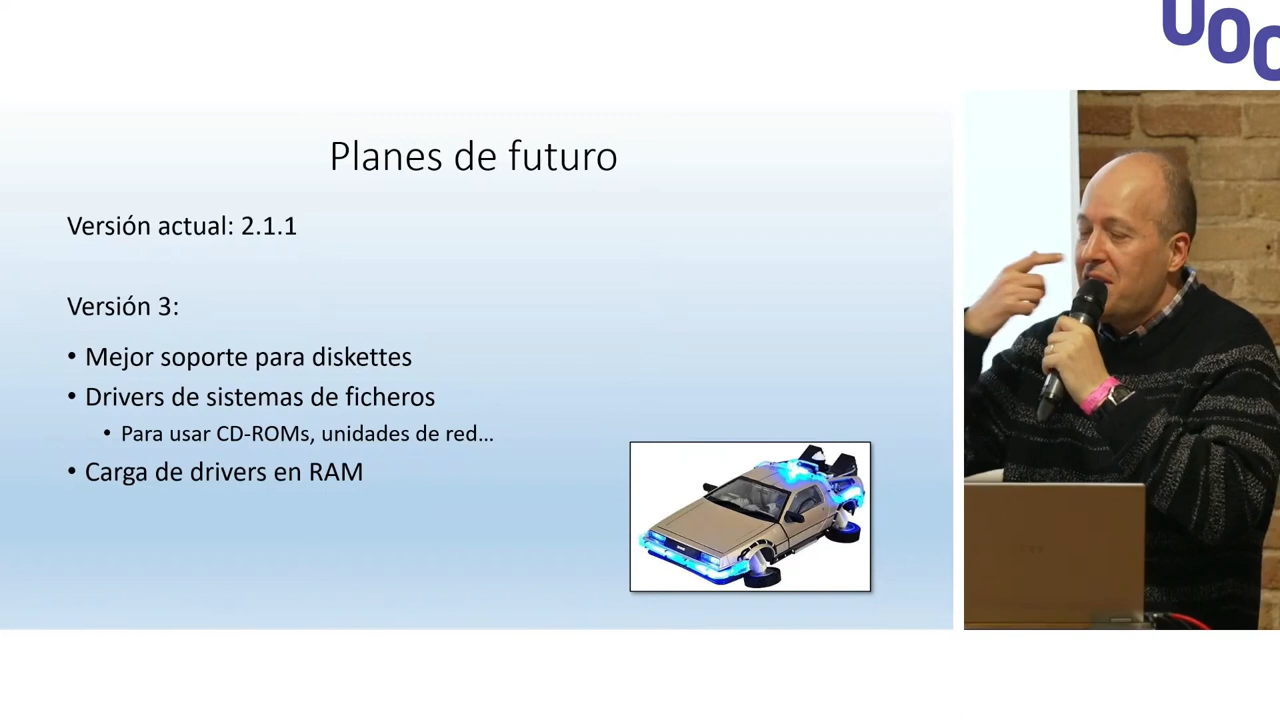 UOC
Planes de futuro
Versión actual: 2.1.1
Versión 3:
• Mejor soporte para diskettes
• Drivers de sistemas de ficheros
• Para usar CD-ROMs, unidades de red…
• Carga de drivers en RAM